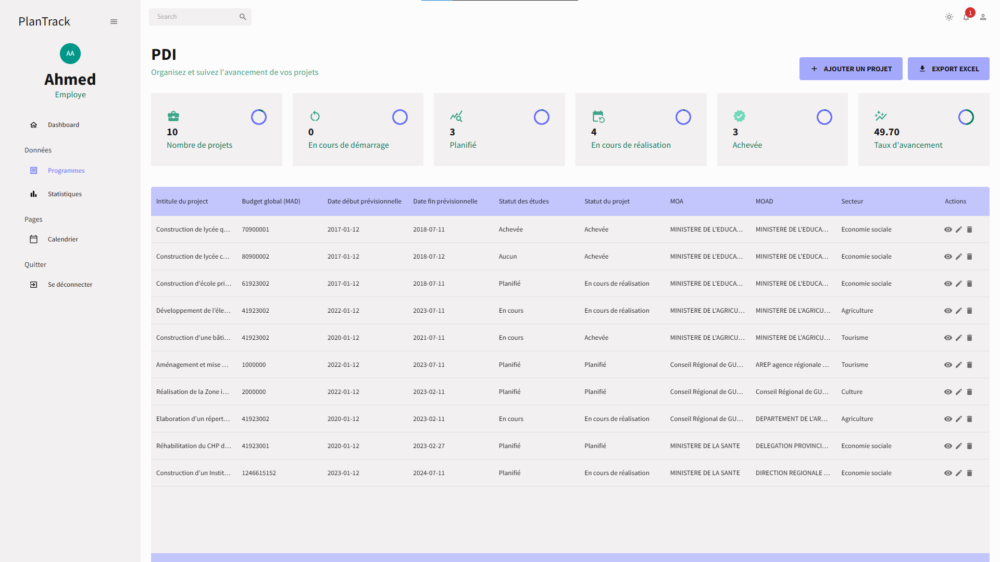 PlanTrack
AA
Ahmed
Employe
Dashboard
Données
Programmes
Statistiques
Pages
Calendrier
Quitter
Se déconnecter
Search
1
PDI
Organisez et suivez l'avancement de vos projets
AJOUTER UN PROJET
EXPORT EXCEL
10
Nombre de projets
0
En cours de démarrage
3
Planifié
4
En cours de réalisation
3
Achevée
49.70
Taux d'avancement
Intitule du project Budget global (MAD) Date début prévisionnelle Date fin prévisionnelle Statut des études Statut du projet MOA MOAD Secteur Actions
Construction de lycée q... 70900001 2017-01-12 2018-07-11 Achevée Achevée MINISTERE DE L'EDUCA... MINISTERE DE L'EDUCA... Economie sociale
Construction de lycée c... 80900002 2017-01-12 2018-07-12 Aucun Achevée MINISTERE DE L'EDUCA... MINISTERE DE L'EDUCA... Economie sociale
Construction d'école pri... 61923002 2017-01-12 2018-07-11 Planifié En cours de réalisation MINISTERE DE L'EDUCA... MINISTERE DE L'EDUCA... Economie sociale
Développement de l'éle... 41923002 2022-01-12 2023-07-11 En cours En cours de réalisation MINISTERE DE L'AGRICU... MINISTERE DE L'AGRICU... Agriculture
Construction d'une bâti... 41923002 2020-01-12 2021-07-11 En cours Achevée MINISTERE DE L'AGRICU... MINISTERE DE L'AGRICU... Tourisme
Aménagement et mise ... 1000000 2022-01-12 2023-07-11 Planifié Planifié Conseil Régional de GU... AREP agence régionale ... Tourisme
Réalisation de la Zone i... 2000000 2022-01-12 2023-02-11 Planifié Planifié Conseil Régional de GU... Conseil Régional de GU... Culture
Elaboration d'un répert... 41923002 2020-01-12 2023-02-11 En cours En cours de réalisation Conseil Régional de GU... DEPARTEMENT DE L'AR... Agriculture
Réhabilitation du CHP d... 41923001 2020-01-12 2023-02-27 Planifié Planifié MINISTERE DE LA SANTE DELEGATION PROVINCI... Economie sociale
Construction d'un Instit... 1246615152 2023-01-12 2024-07-11 Planifié En cours de réalisation MINISTERE DE LA SANTE DIRECTION REGIONALE ... Economie sociale